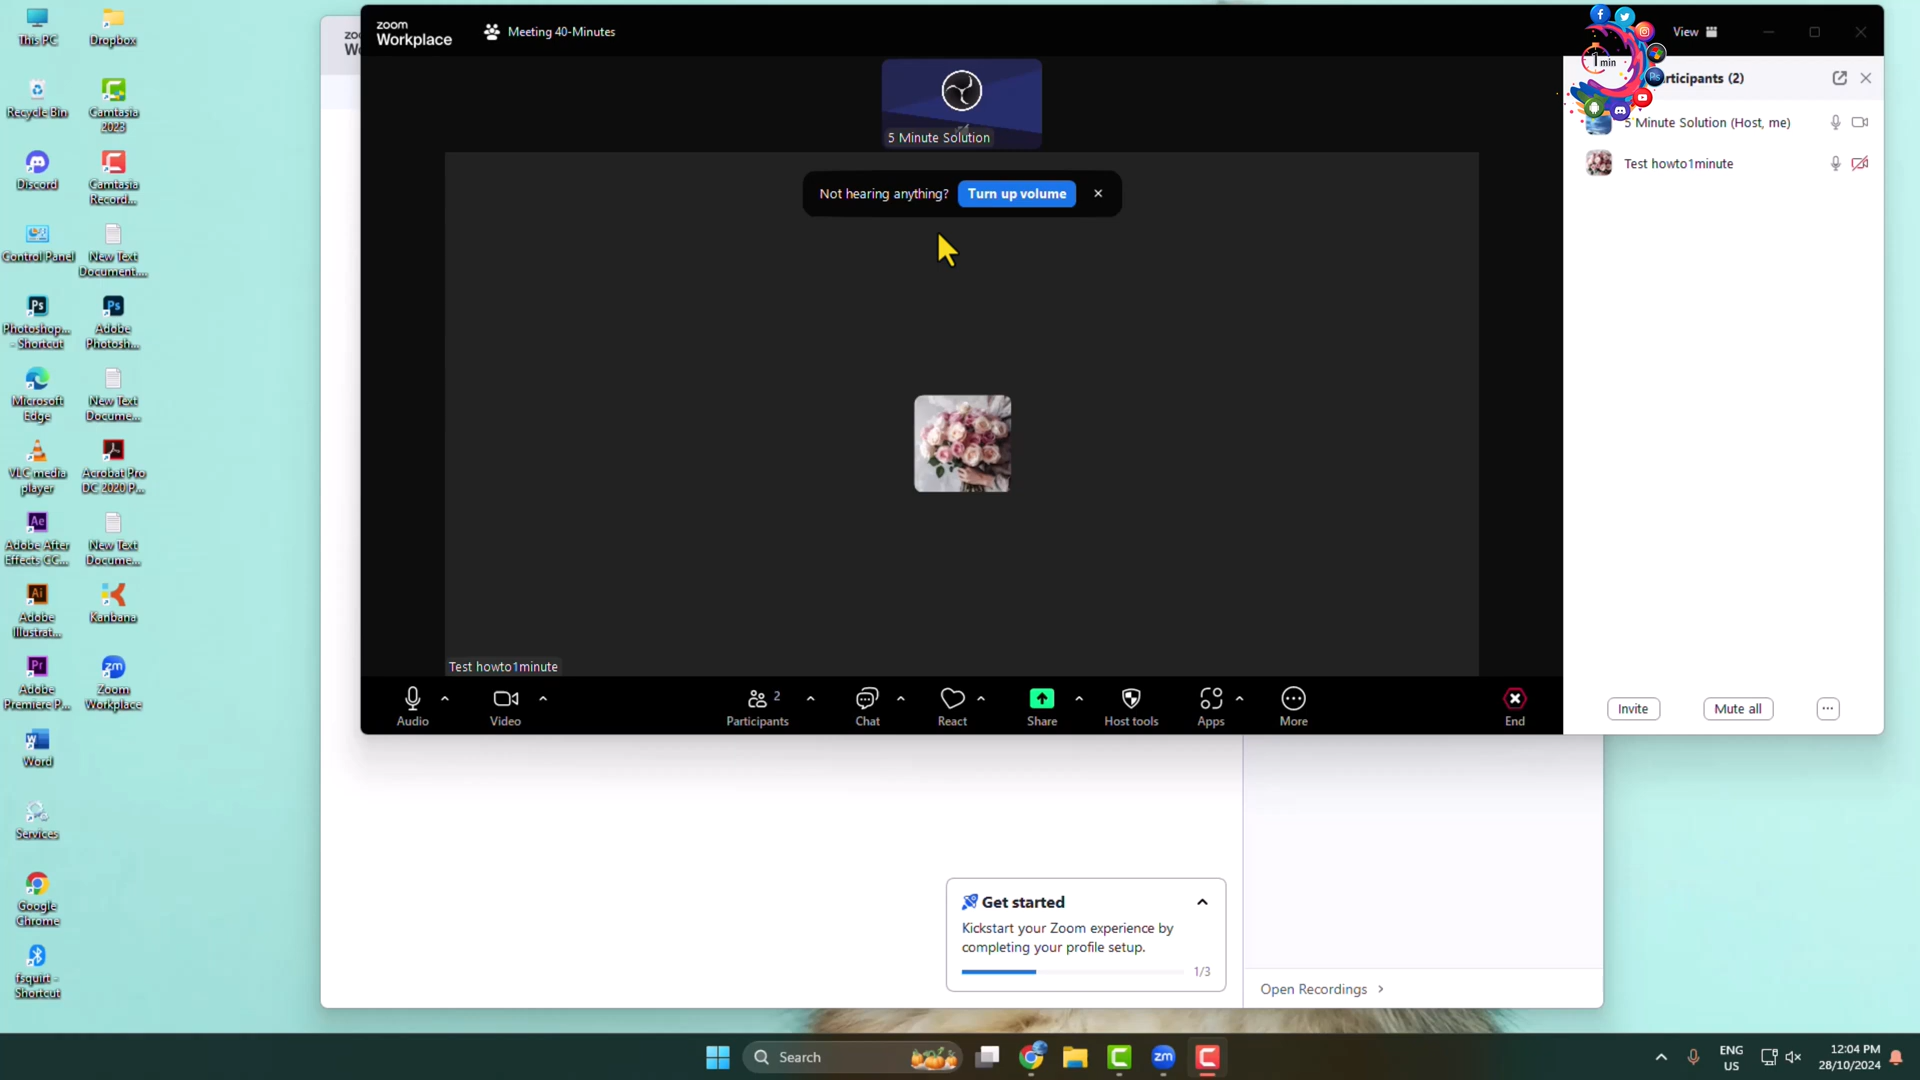 This PC
Dropbox
Recycle Bin
Camtasia
2023
Discord
Camtasia
Record...
Control Panel
New Text
Document....
Photoshop...
- Shortcut
Adobe
Photosh...
Microsoft
Edge
New Text
Docume...
VLC media
player
Acrobat Pro
DC 2020 P...
Adobe After
Effects CC...
New Text
Docume...
Adobe
Illustrat...
Kanbana
Adobe
Premiere P...
Zoom
Workplace
Word
Services
Google
Chrome
fsquirt -
Shortcut
zoom
Workplace
Meeting 40-Minutes
View
1 min
5 Minute Solution
Not hearing anything?
Turn up volume
Test howto1minute
Audio
Video
Participants
2
Chat
React
Share
Host tools
Apps
More
End
articipants (2)
5 Minute Solution (Host, me)
Test howto1minute
Invite
Mute all
Get started
Kickstart your Zoom experience by
completing your profile setup.
1/3
Open Recordings
Search
zm
ENG
US
12:04 PM
28/10/2024